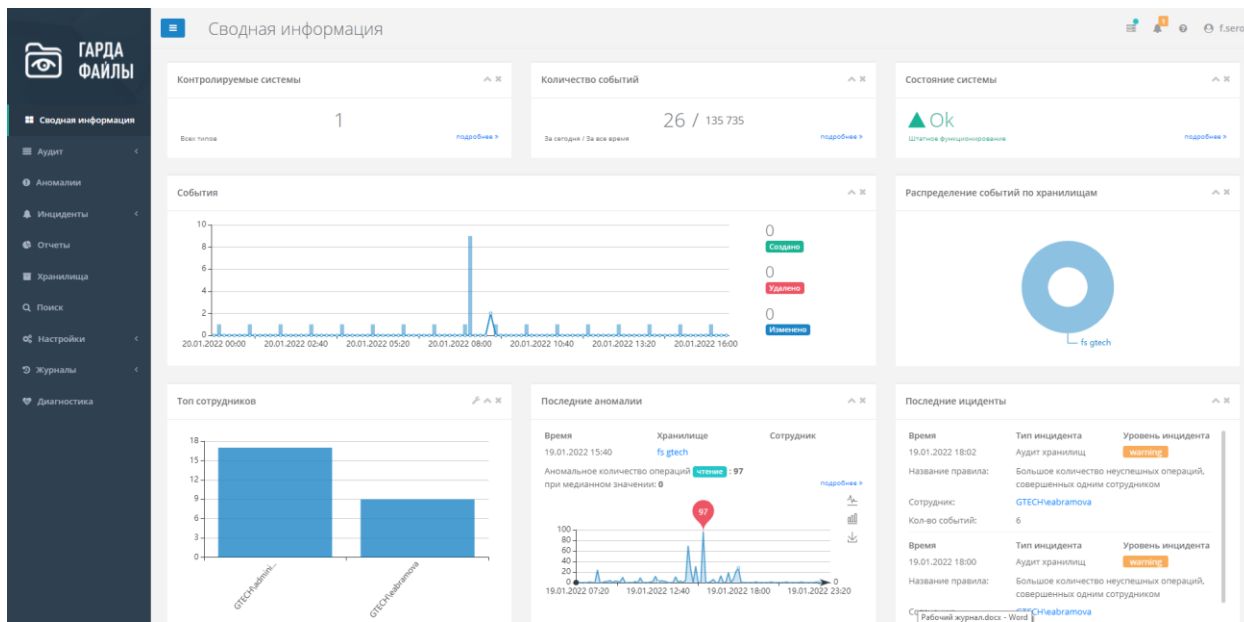 ГАРДА
ФАЙЛЫ
Сводная информация
Аудит
Аномалии
Инциденты
Отчеты
Хранилища
Поиск
Настройки
Журналы
Диагностика
Сводная информация
1
f.sero
Контролируемые системы
1
Всех типов
подробнее »
Количество событий
26 / 135 735
За сегодня / За все время
подробнее »
Состояние системы
Ok
Штатное функционирование
подробнее »
События
10
8
6
4
2
0
20.01.2022 00:00 20.01.2022 02:40 20.01.2022 05:20 20.01.2022 08:00 20.01.2022 10:40 20.01.2022 13:20 20.01.2022 16:00
0
Создано
0
Удалено
0
Изменено
Распределение событий по хранилищам
fs gtech
Топ сотрудников
18
15
12
9
6
3
0
GTECH\admini...
GTECH\eabramova
Последние аномалии
Время Хранилище Сотрудник
19.01.2022 15:40 fs gtech
Аномальное количество операций чтение : 97
при медианном значении: 0
подробнее »
97
100
80
60
40
20
0
0
19.01.2022 07:20 19.01.2022 12:40 19.01.2022 18:00 19.01.2022 23:20
Последние ициденты
Время Тип инцидента Уровень инцидента
19.01.2022 18:02 Аудит хранилищ warning
Название правила: Большое количество неуспешных операций,
совершенных одним сотрудником
Сотрудник: GTECH\eabramova
Кол-во событий: 6
Время Тип инцидента Уровень инцидента
19.01.2022 18:00 Аудит хранилищ warning
Название правила: Большое количество неуспешных операций,
совершенных одним сотрудником
GTECH\eabramova
Рабочий журнал.docx - Word